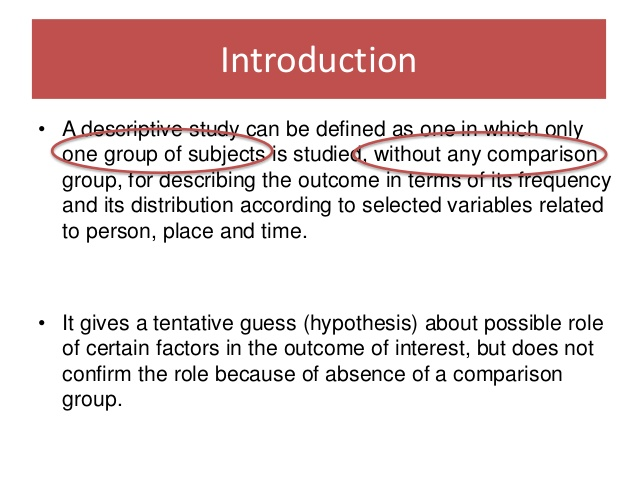 Introduction
• A descriptive study can be defined as one in which only
one group of subjects is studied, without any comparison
group, for describing the outcome in terms of its frequency
and its distribution according to selected variables related
to person, place and time.
• It gives a tentative guess (hypothesis) about possible role
of certain factors in the outcome of interest, but does not
confirm the role because of absence of a comparison
group.